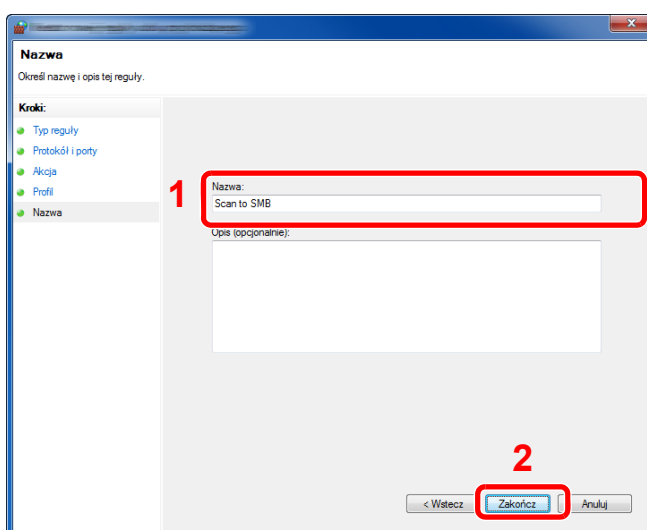 Nazwa
Określ nazwę i opis tej reguły.
Kroki:
Typ reguły
Protokół i porty
Akcja
Profil
Nazwa
1
Nazwa:
Scan to SMB
Opis (opcjonalnie):
2
< Wstecz
Zakończ
Anuluj